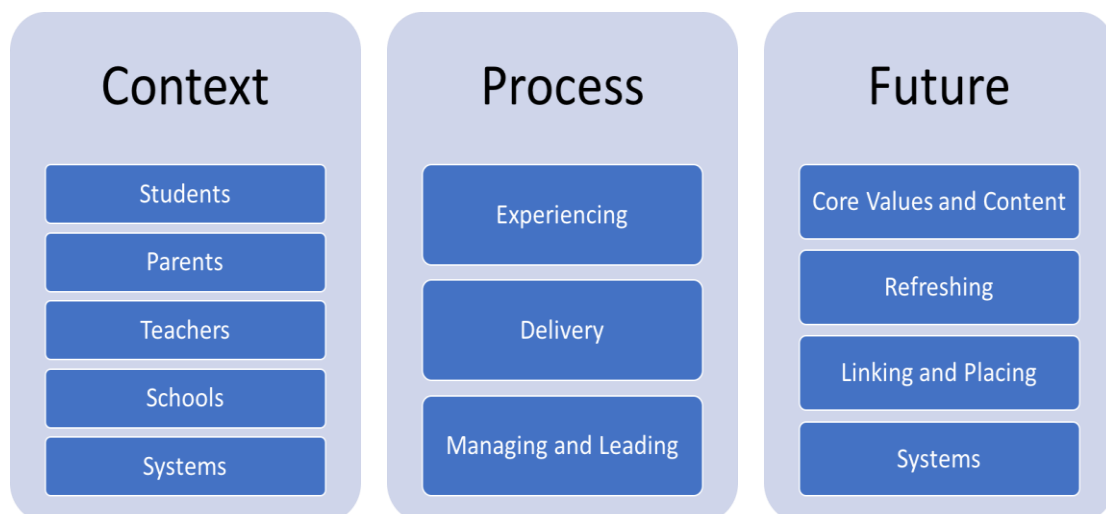 Context
Students
Parents
Teachers
Schools
Systems
Process
Experiencing
Delivery
Managing and Leading
Future
Core Values and Content
Refreshing
Linking and Placing
Systems